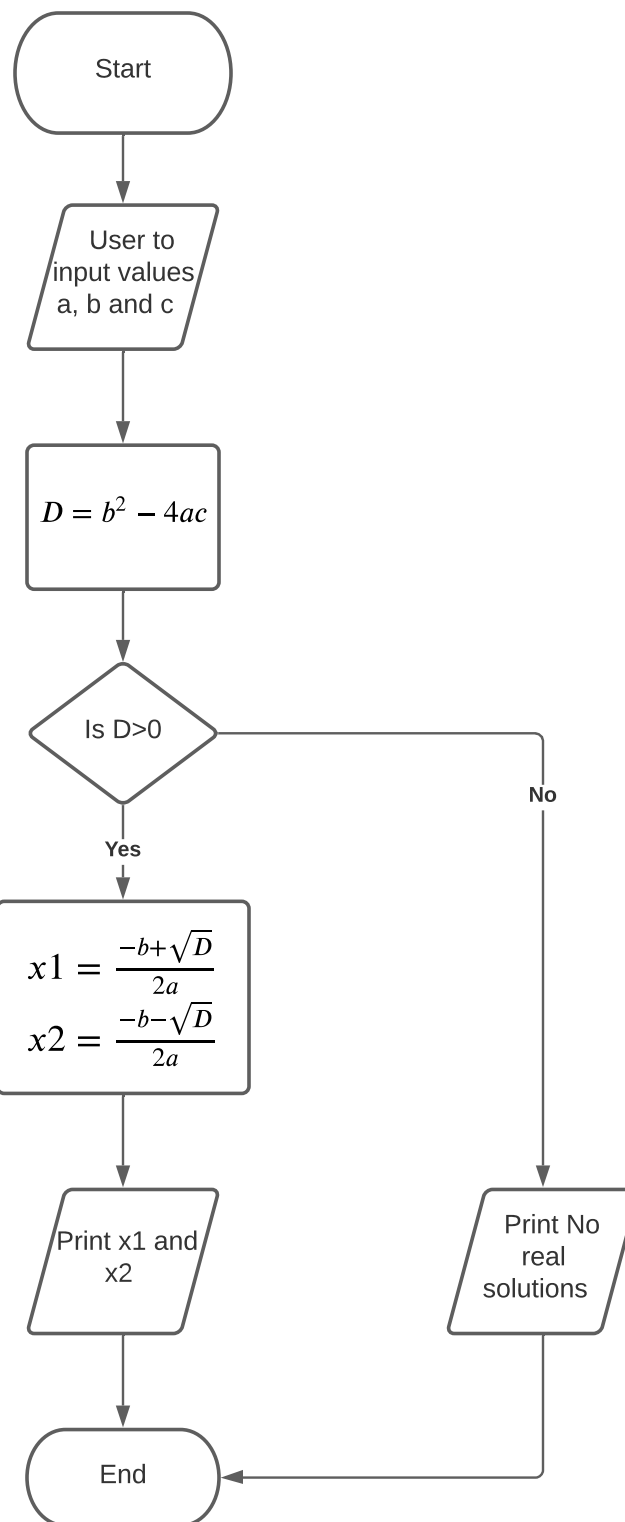 Start
User to
input values
a, b and c
D = b² − 4ac
Is D>0
No
Yes
x1 = (−b+√D)/(2a)
x2 = (−b−√D)/(2a)
Print x1 and
x2
Print No
real
solutions
End